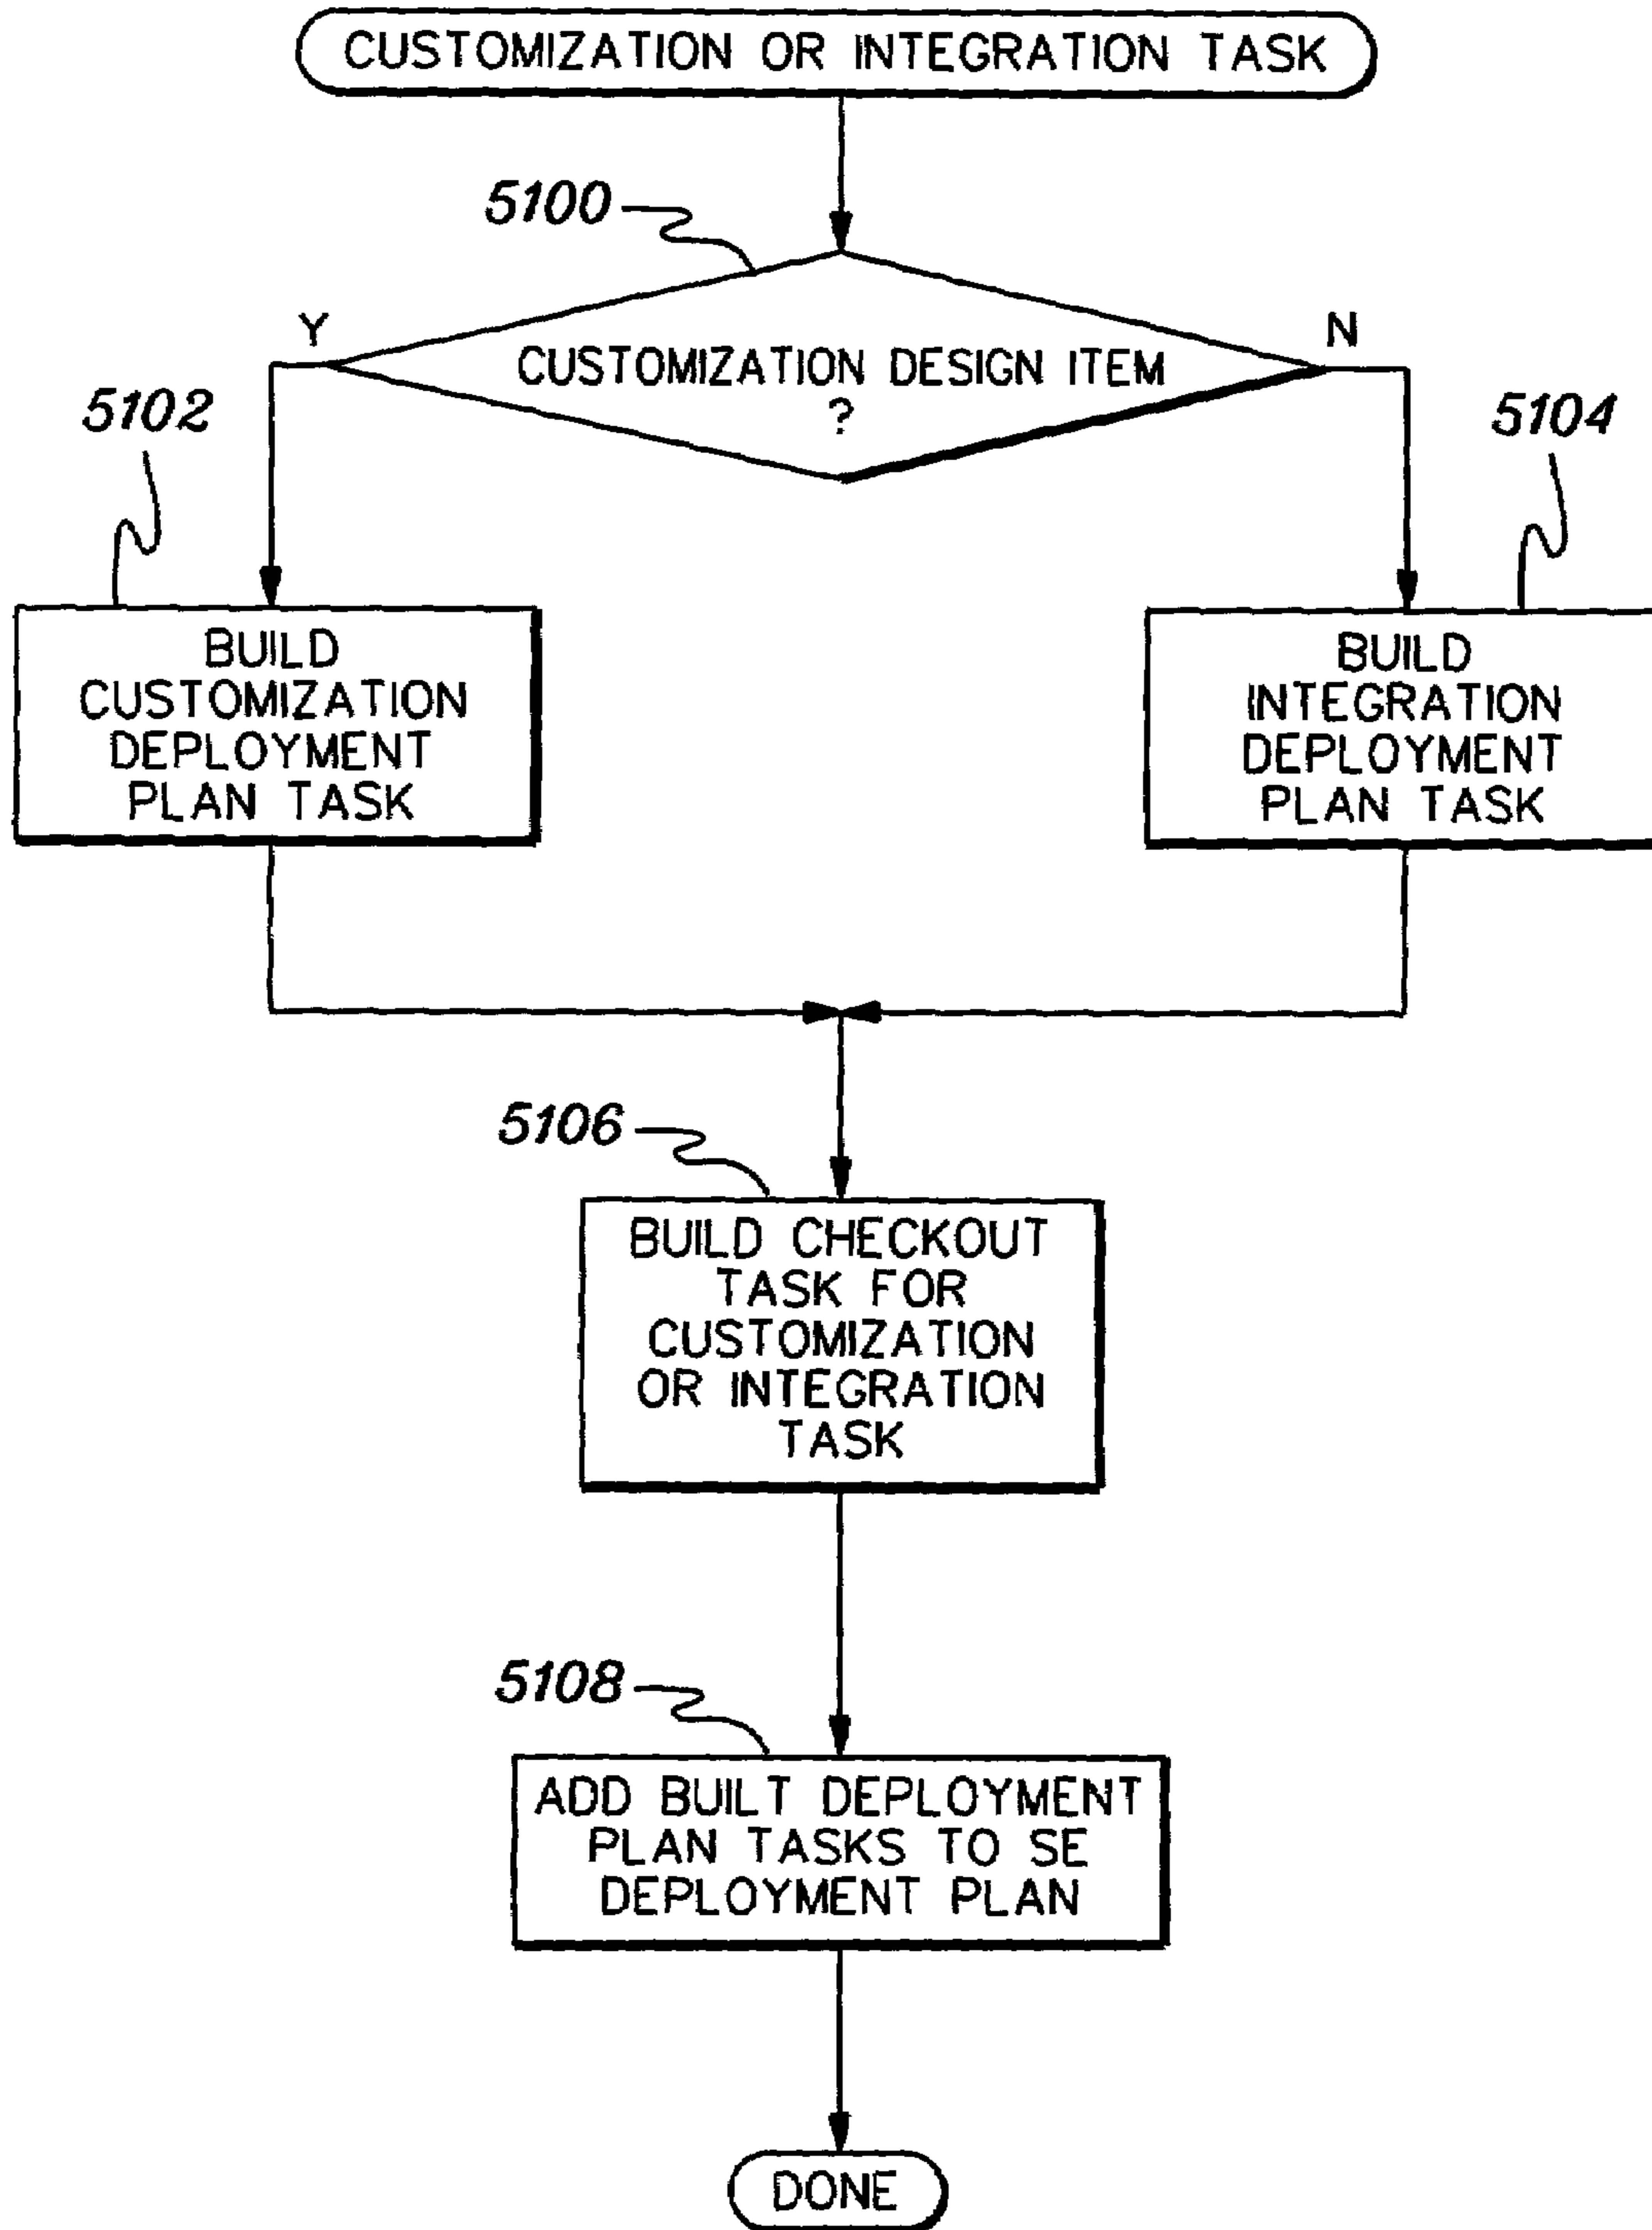 CUSTOMIZATION OR INTEGRATION TASK
5100
Y
N
CUSTOMIZATION DESIGN ITEM
?
5102
5104
BUILD
CUSTOMIZATION
DEPLOYMENT
PLAN TASK
BUILD
INTEGRATION
DEPLOYMENT
PLAN TASK
5106
BUILD CHECKOUT
TASK FOR
CUSTOMIZATION
OR INTEGRATION
TASK
5108
ADD BUILT DEPLOYMENT
PLAN TASKS TO SE
DEPLOYMENT PLAN
DONE